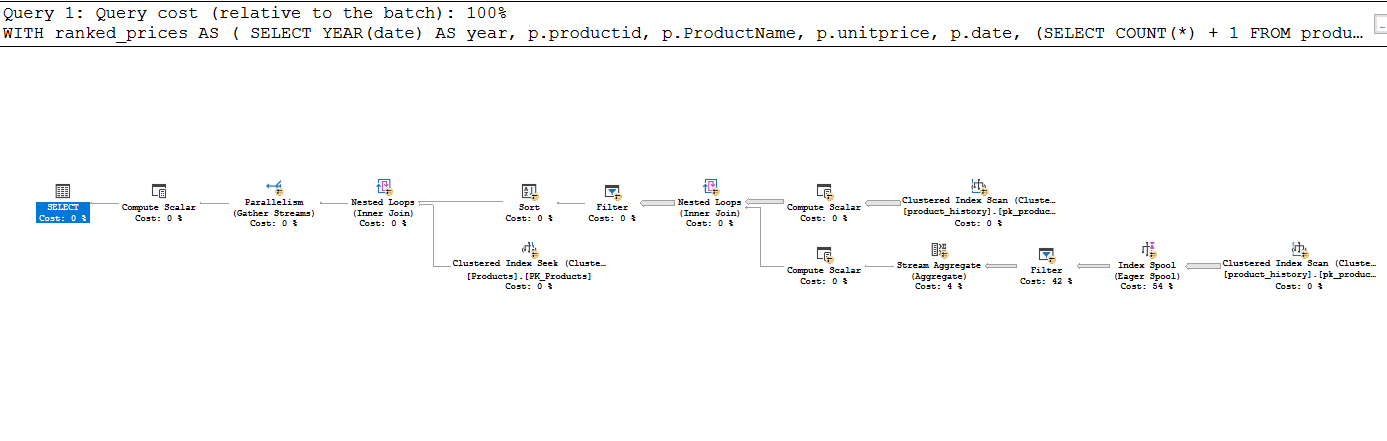 Query 1: Query cost (relative to the batch): 100%
WITH ranked_prices AS ( SELECT YEAR(date) AS year, p.productid, p.ProductName, p.unitprice, p.date, (SELECT COUNT(*) + 1 FROM produ…
SELECT
Cost: 0 %
Compute Scalar
Cost: 0 %
Parallelism
(Gather Streams)
Cost: 0 %
Nested Loops
(Inner Join)
Cost: 0 %
Sort
Cost: 0 %
Filter
Cost: 0 %
Nested Loops
(Inner Join)
Cost: 0 %
Compute Scalar
Cost: 0 %
Clustered Index Scan (Cluste…
[product_history].[pk_produc…
Cost: 0 %
Clustered Index Seek (Cluste…
[Products].[PK_Products]
Cost: 0 %
Compute Scalar
Cost: 0 %
Stream Aggregate
(Aggregate)
Cost: 4 %
Filter
Cost: 42 %
Index Spool
(Eager Spool)
Cost: 54 %
Clustered Index Scan (Cluste…
[product_history].[pk_produc…
Cost: 0 %